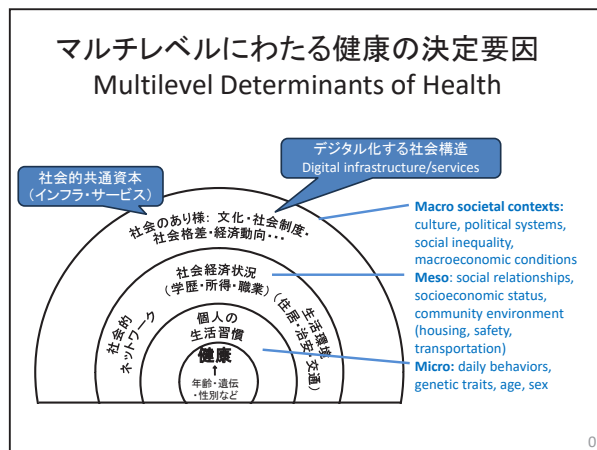 マルチレベルにわたる健康の決定要因
Multilevel Determinants of Health
デジタル化する社会構造
Digital infrastructure/services
社会的共通資本
（インフラ・サービス）
社会のあり様: 文化・社会制度・
社会格差・経済動向・・・
社会経済状況
（学歴・所得・職業）
社会的
ネットワーク
生活環境
（住居・治安・交通）
個人の
生活習慣
健康
↑
年齢・遺伝
・性別など
Macro societal contexts:
culture, political systems,
social inequality,
macroeconomic conditions
Meso: social relationships,
socioeconomic status,
community environment
(housing, safety,
transportation)
Micro: daily behaviors,
genetic traits, age, sex
0